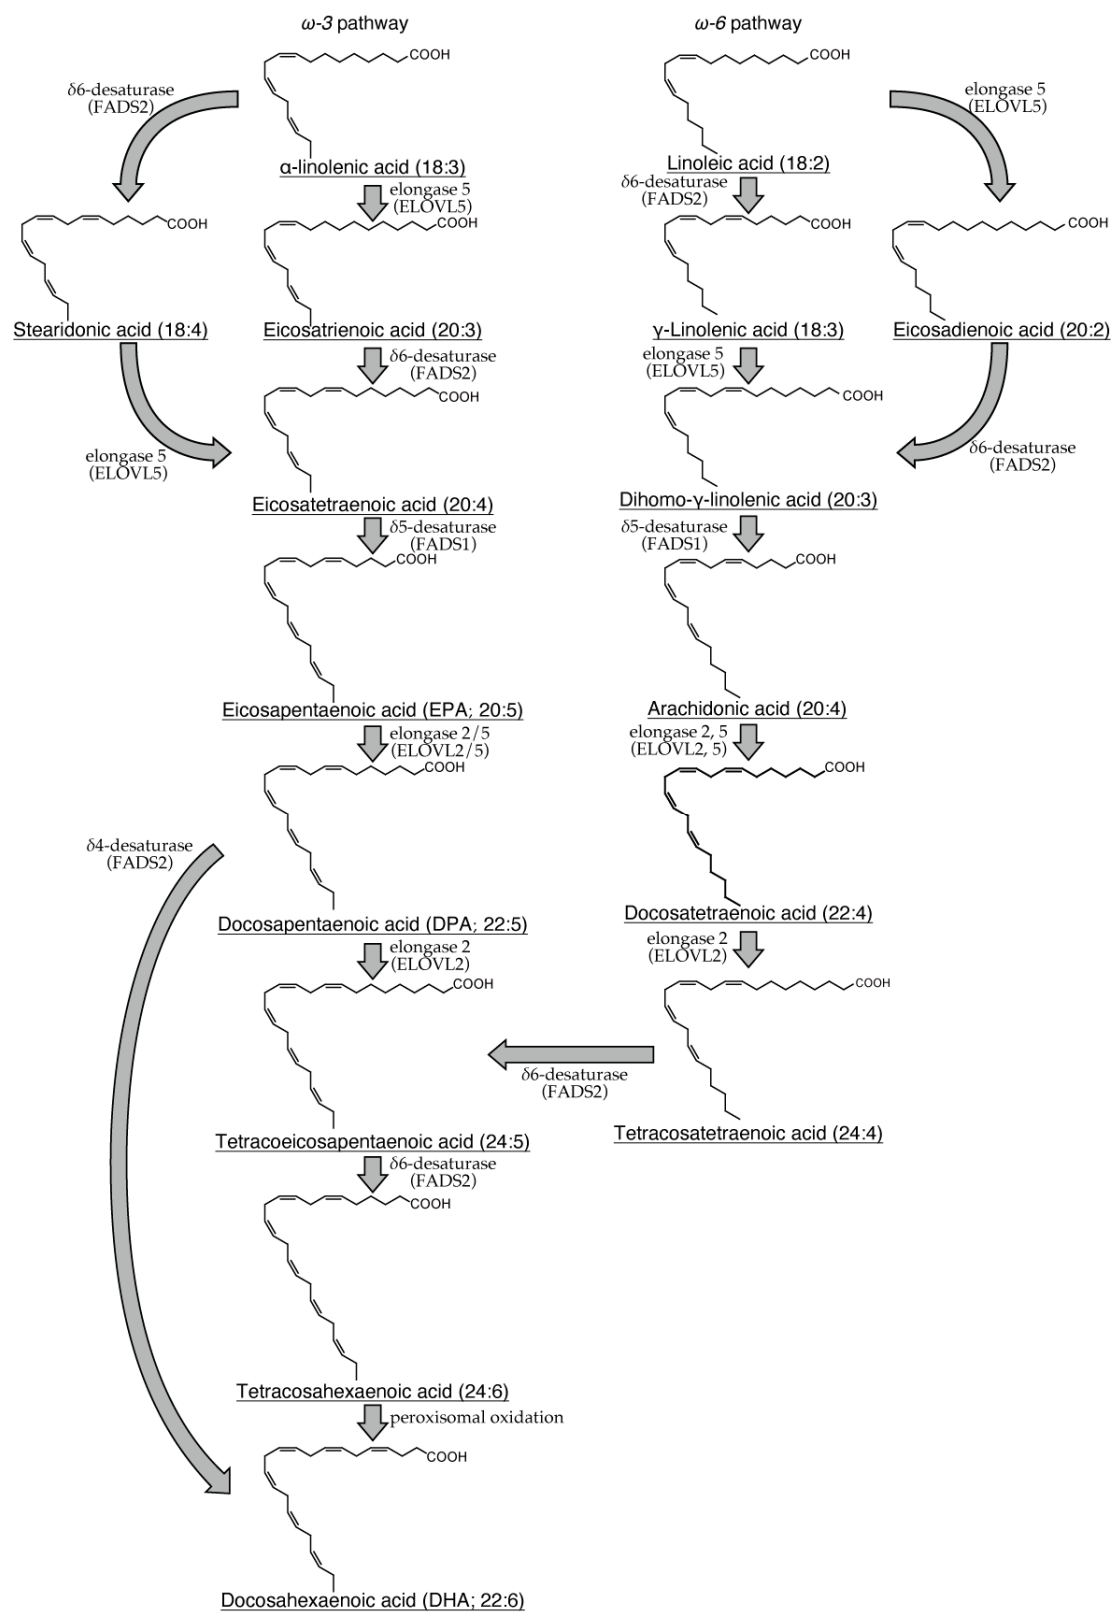 ω-3 pathway
ω-6 pathway
COOH
COOH
δ6-desaturase
(FADS2)
elongase 5
(ELOVL5)
α-linolenic acid (18:3)
Linoleic acid (18:2)
elongase 5
(ELOVL5)
δ6-desaturase
(FADS2)
COOH
COOH
COOH
COOH
Stearidonic acid (18:4)
Eicosatrienoic acid (20:3)
γ-Linolenic acid (18:3)
Eicosadienoic acid (20:2)
δ6-desaturase
(FADS2)
elongase 5
(ELOVL5)
COOH
COOH
elongase 5
(ELOVL5)
δ6-desaturase
(FADS2)
Eicosatetraenoic acid (20:4)
Dihomo-γ-linolenic acid (20:3)
δ5-desaturase
(FADS1)
δ5-desaturase
(FADS1)
COOH
COOH
Eicosapentaenoic acid (EPA; 20:5)
Arachidonic acid (20:4)
elongase 2/5
(ELOVL2/5)
elongase 2, 5
(ELOVL2, 5)
COOH
COOH
δ4-desaturase
(FADS2)
Docosapentaenoic acid (DPA; 22:5)
Docosatetraenoic acid (22:4)
elongase 2
(ELOVL2)
elongase 2
(ELOVL2)
COOH
COOH
δ6-desaturase
(FADS2)
Tetracoeicosapentaenoic acid (24:5)
Tetracosatetraenoic acid (24:4)
δ6-desaturase
(FADS2)
COOH
Tetracosahexaenoic acid (24:6)
peroxisomal oxidation
COOH
Docosahexaenoic acid (DHA; 22:6)